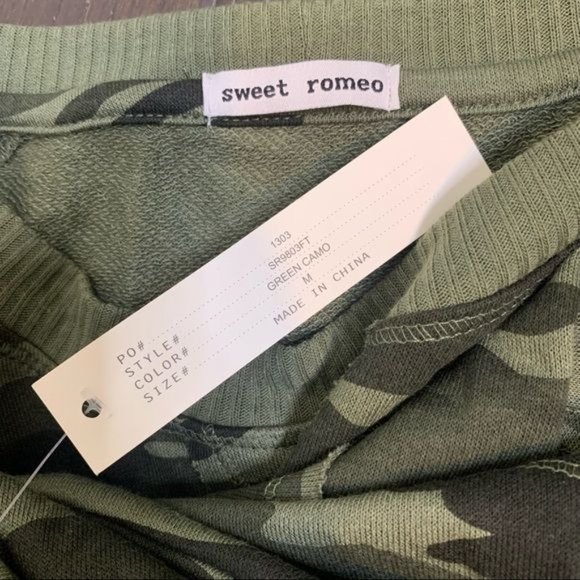 sweet romeo
PO# 1303
STYLE# SR9803FT
COLOR# GREEN CAMO
SIZE# M
MADE IN CHINA